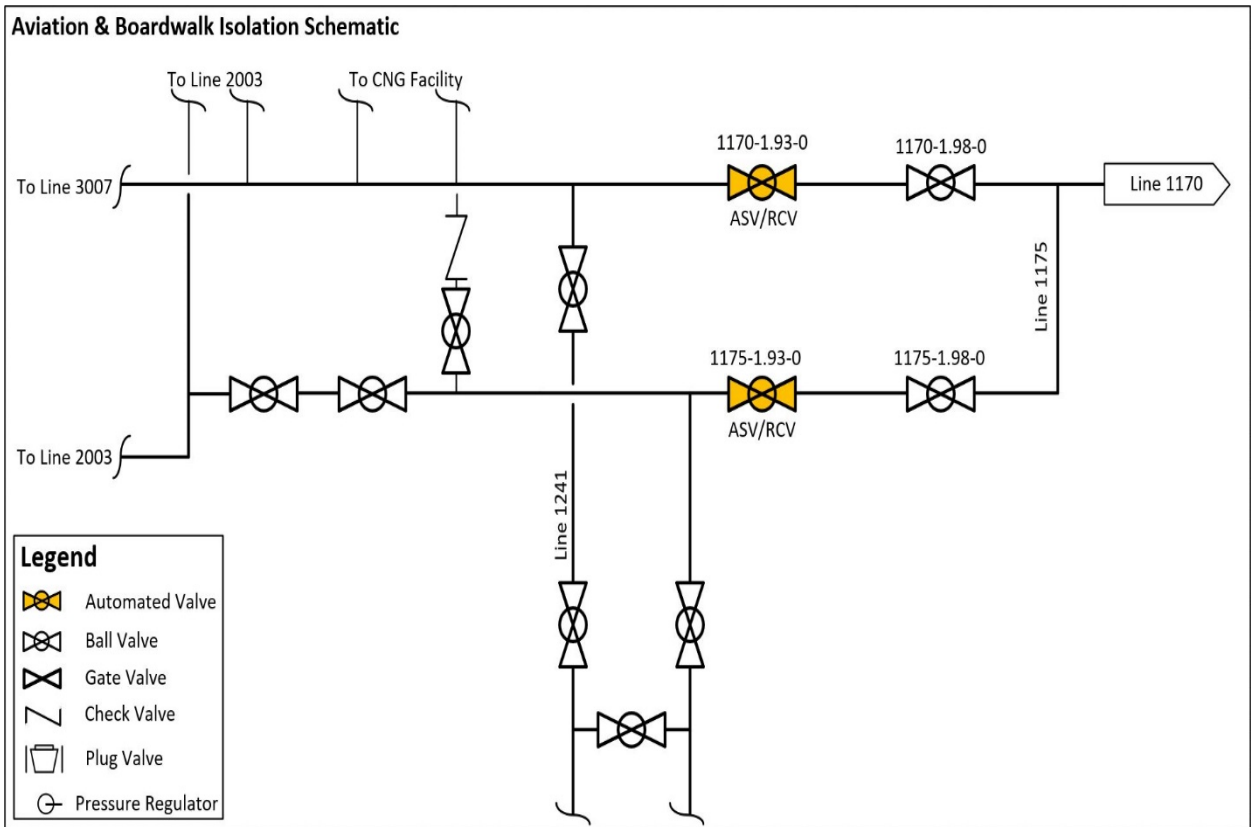 Aviation & Boardwalk Isolation Schematic
To Line 2003
To CNG Facility
1170-1.93-0
1170-1.98-0
To Line 3007
Line 1170
ASV/RCV
Line 1175
1175-1.93-0
1175-1.98-0
ASV/RCV
To Line 2003
Line 1241
Legend
Automated Valve
Ball Valve
Gate Valve
Check Valve
Plug Valve
Pressure Regulator